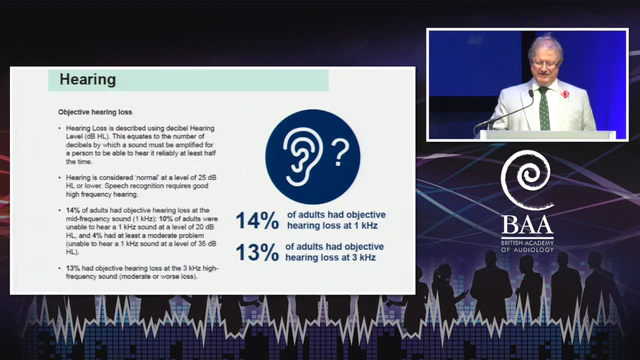 Hearing
Objective hearing loss
• Hearing Loss is described using decibel Hearing
Level (dB HL). This equates to the number of
decibels by which a sound must be amplified for
a person to be able to hear it reliably at least half
the time.
• Hearing is considered 'normal' at a level of 25 dB
HL or lower. Speech recognition requires good
high frequency hearing.
• 14% of adults had objective hearing loss at the
mid-frequency sound (1 kHz): 10% of adults were
unable to hear a 1 kHz sound at a level of 20 dB
HL, and 4% had at least a moderate problem
(unable to hear a 1 kHz sound at a level of 35 dB
HL).
• 13% had objective hearing loss at the 3 kHz high-
frequency sound (moderate or worse loss).
?
14% of adults had objective
hearing loss at 1 kHz
13% of adults had objective
hearing loss at 3 kHz
BAA
BRITISH ACADEMY
OF AUDIOLOGY